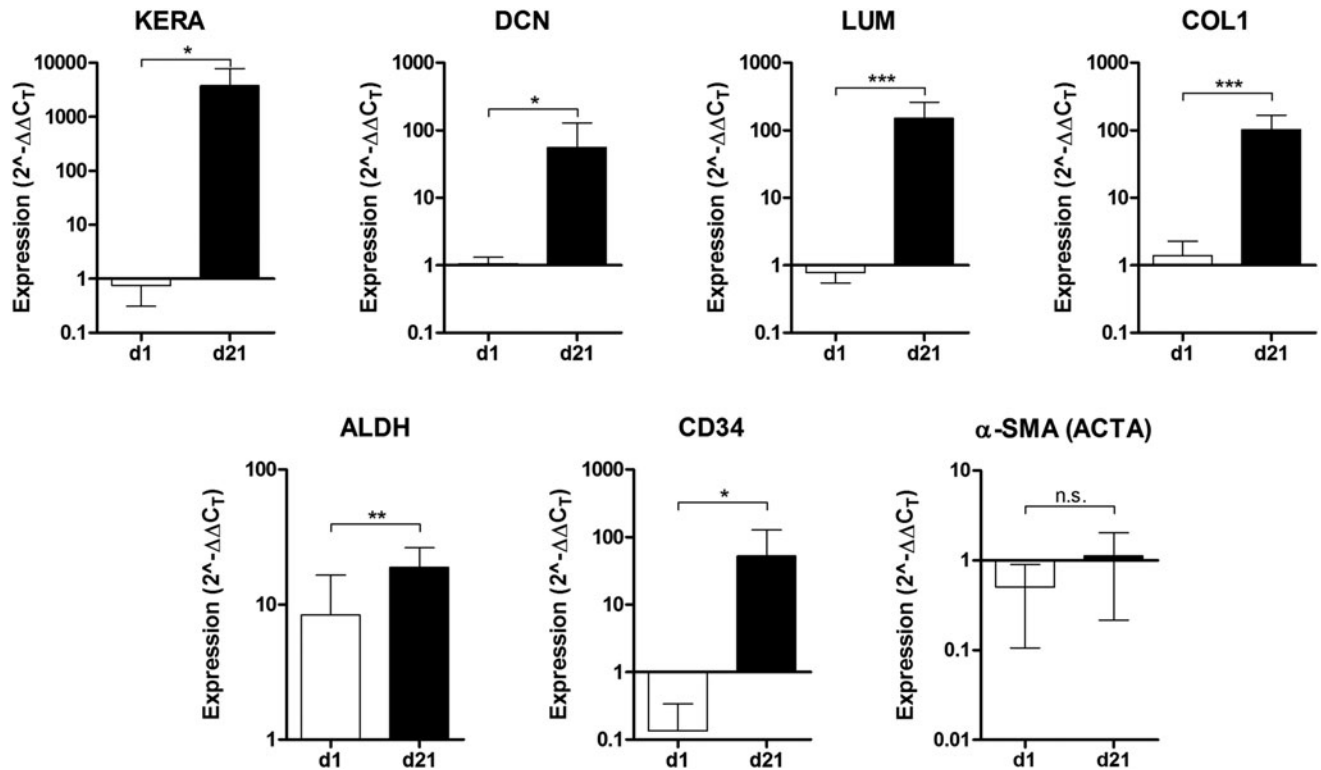 KERA
Expression (2^-ΔΔCT)
10000
1000
100
10
1
0.1
*
d1 d21
DCN
Expression (2^-ΔΔCT)
1000
100
10
1
0.1
*
d1 d21
LUM
Expression (2^-ΔΔCT)
1000
100
10
1
0.1
***
d1 d21
COL1
Expression (2^-ΔΔCT)
1000
100
10
1
0.1
***
d1 d21
ALDH
Expression (2^-ΔΔCT)
100
10
1
**
d1 d21
CD34
Expression (2^-ΔΔCT)
1000
100
10
1
0.1
*
d1 d21
α-SMA (ACTA)
Expression (2^-ΔΔCT)
10
1
0.1
0.01
n.s.
d1 d21